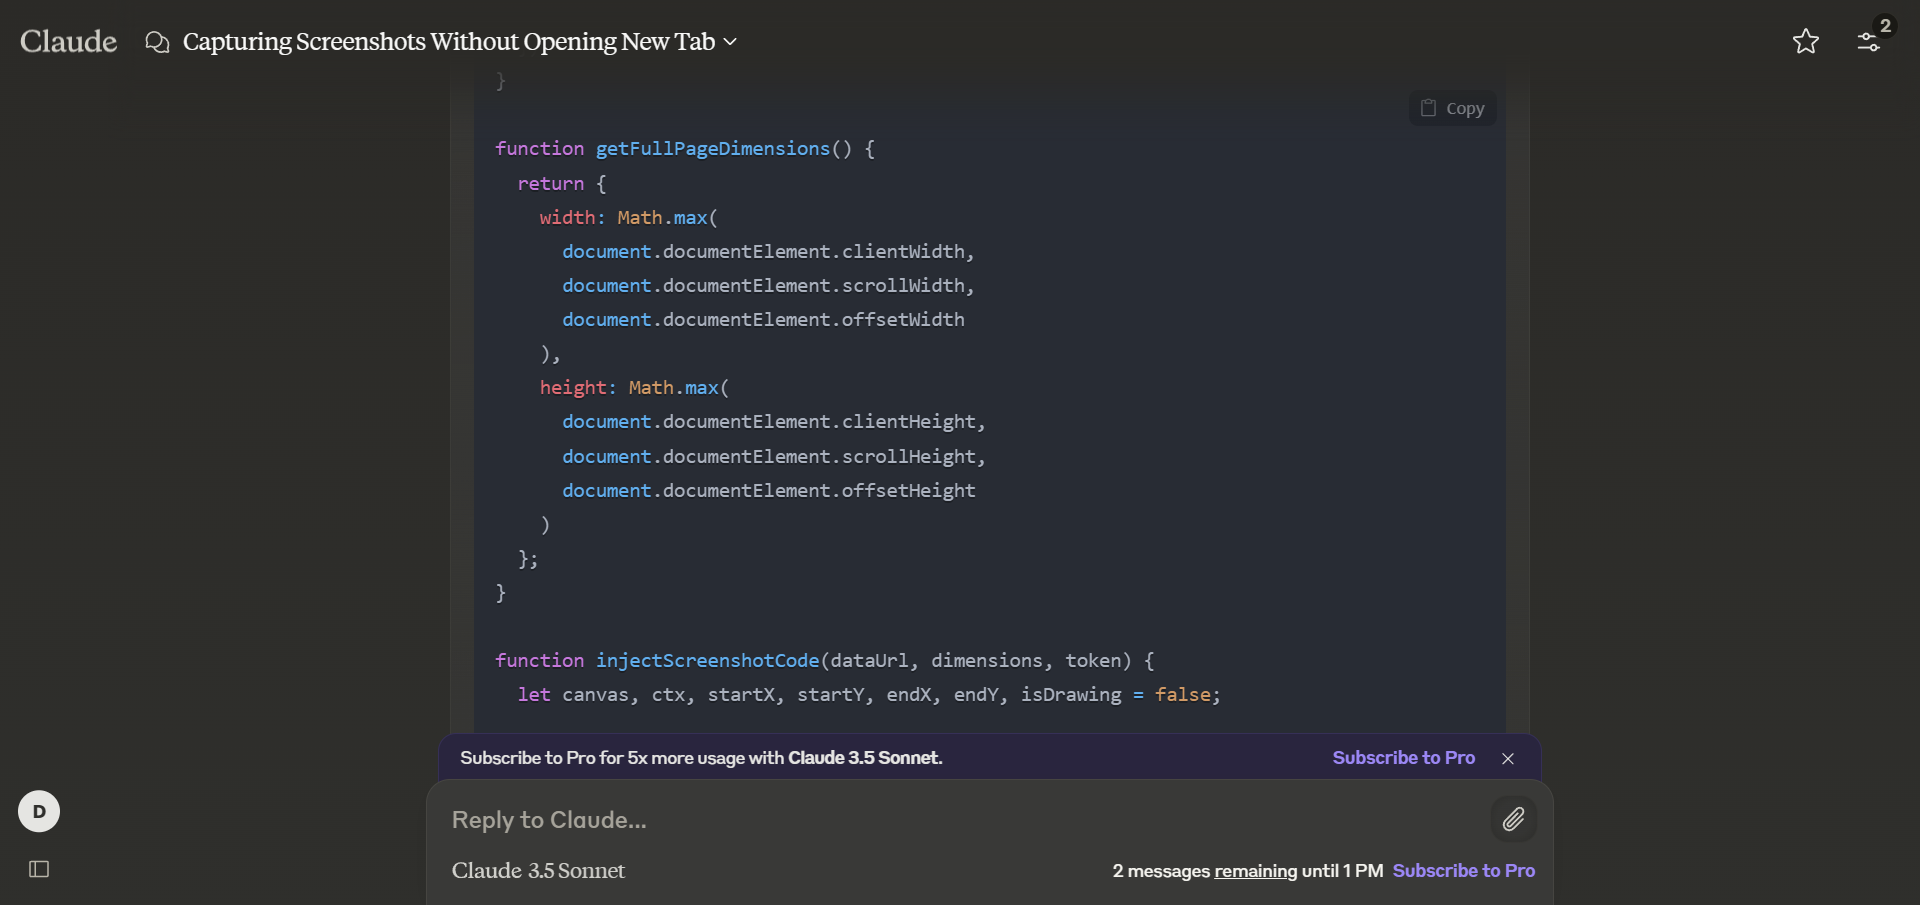 Claude
Capturing Screenshots Without Opening New Tab
2
}
Copy
function getFullPageDimensions() {
  return {
    width: Math.max(
      document.documentElement.clientWidth,
      document.documentElement.scrollWidth,
      document.documentElement.offsetWidth
    ),
    height: Math.max(
      document.documentElement.clientHeight,
      document.documentElement.scrollHeight,
      document.documentElement.offsetHeight
    )
  };
}
function injectScreenshotCode(dataUrl, dimensions, token) {
  let canvas, ctx, startX, startY, endX, endY, isDrawing = false;
Subscribe to Pro for 5x more usage with Claude 3.5 Sonnet.
Subscribe to Pro
D
Reply to Claude...
Claude 3.5 Sonnet
2 messages remaining until 1 PM Subscribe to Pro